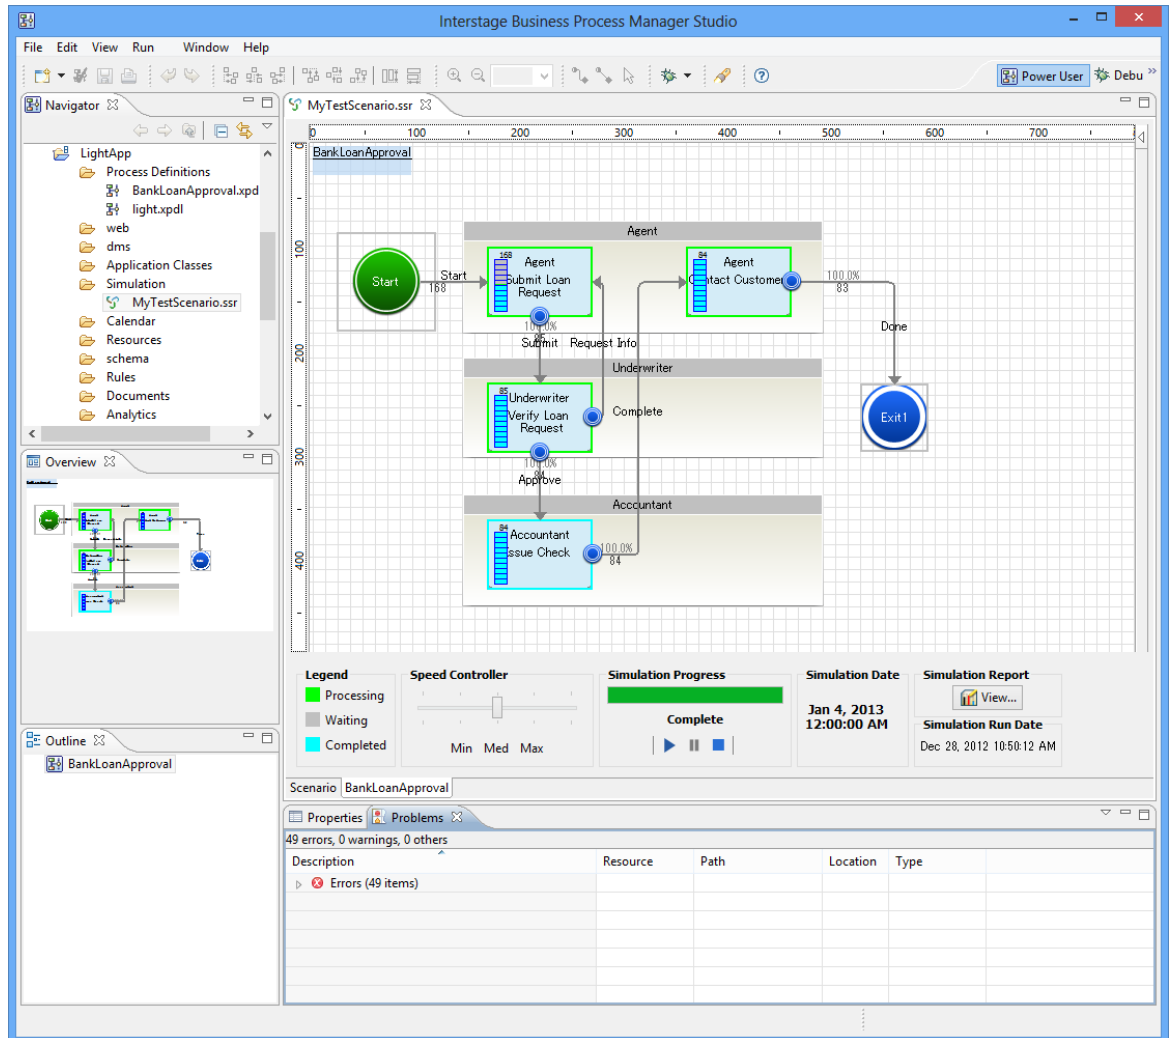 Interstage Business Process Manager Studio
File Edit View Run Window Help
Power User Debu
Navigator
LightApp
Process Definitions
BankLoanApproval.xpd
light.xpdl
web
dms
Application Classes
Simulation
MyTestScenario.ssr
Calendar
Resources
schema
Rules
Documents
Analytics
Overview
Outline
BankLoanApproval
MyTestScenario.ssr
0 100 200 300 400 500 600 700
0
100
200
300
400
BankLoanApproval
Agent
Start
Start
168
168
Agent
Submit Loan
Request
84
Agent
ntact Custome
100.0%
83
Done
Submit Request Info
Underwriter
85
Underwriter
Verify Loan
Request
Complete
Exit1
84
Approve
Accountant
84
Accountant
ssue Check
100.0%
84
Legend
Processing
Waiting
Completed
Speed Controller
Min Med Max
Simulation Progress
Complete
Simulation Date
Jan 4, 2013
12:00:00 AM
Simulation Report
View...
Simulation Run Date
Dec 28, 2012 10:50:12 AM
Scenario BankLoanApproval
Properties Problems
49 errors, 0 warnings, 0 others
Description Resource Path Location Type
Errors (49 items)